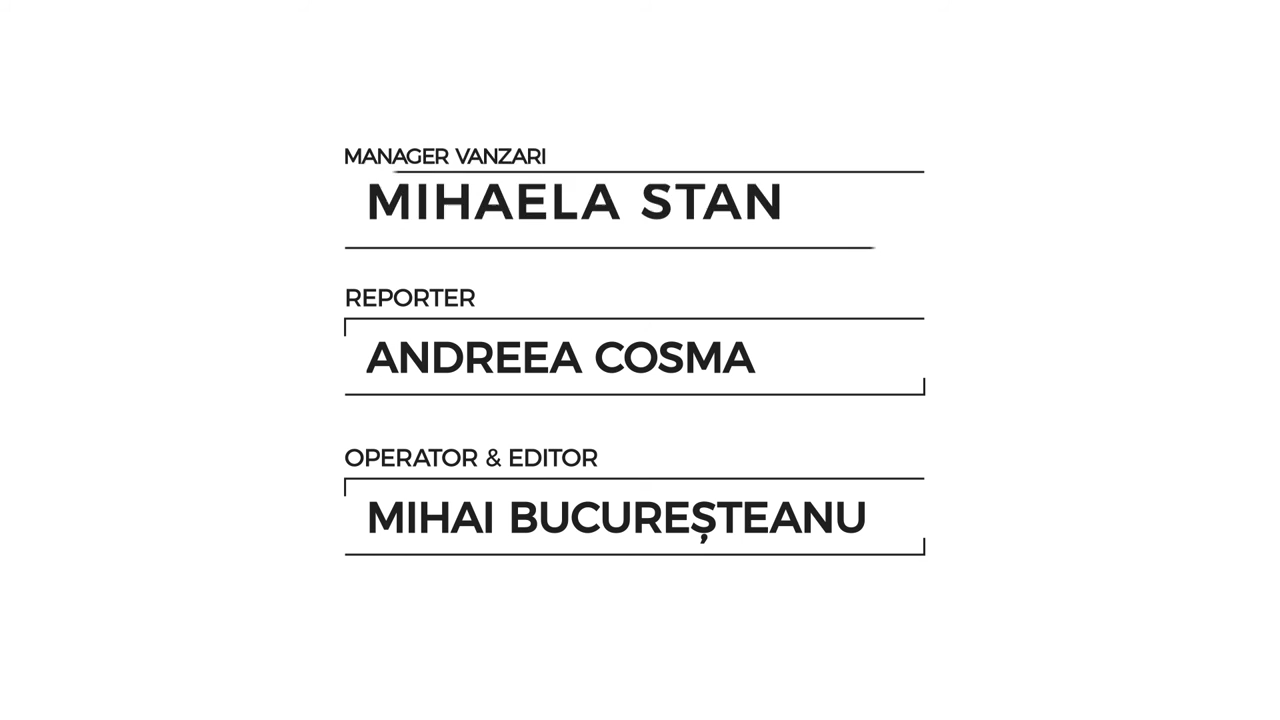 MANAGER VANZARI
MIHAELA STAN
REPORTER
ANDREEA COSMA
OPERATOR & EDITOR
MIHAI BUCUREȘTEANU